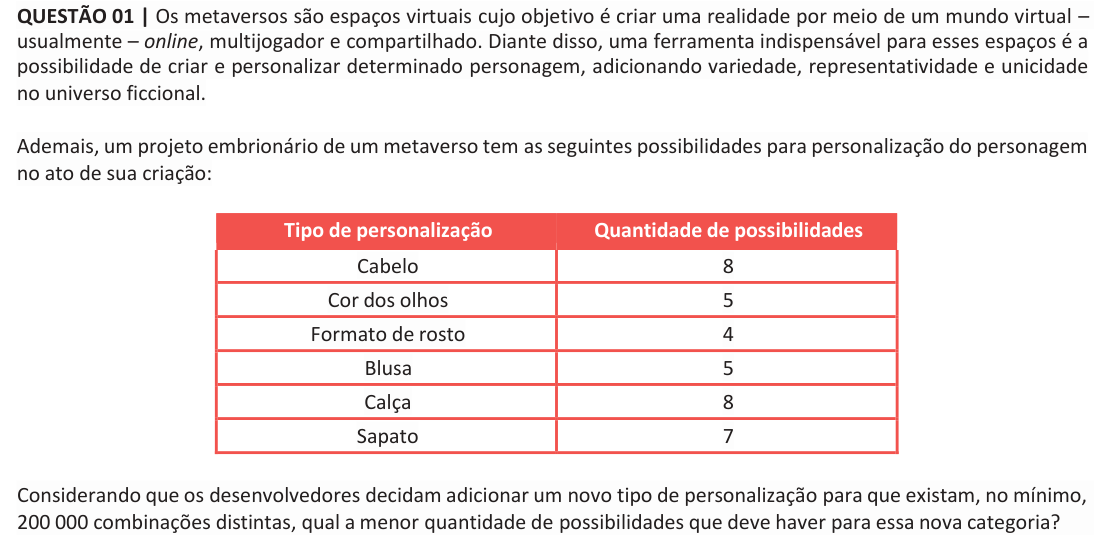 QUESTÃO 01 | Os metaversos são espaços virtuais cujo objetivo é criar uma realidade por meio de um mundo virtual –
usualmente – online, multijogador e compartilhado. Diante disso, uma ferramenta indispensável para esses espaços é a
possibilidade de criar e personalizar determinado personagem, adicionando variedade, representatividade e unicidade
no universo ficcional.
Ademais, um projeto embrionário de um metaverso tem as seguintes possibilidades para personalização do personagem
no ato de sua criação:
Tipo de personalização Quantidade de possibilidades
Cabelo 8
Cor dos olhos 5
Formato de rosto 4
Blusa 5
Calça 8
Sapato 7
Considerando que os desenvolvedores decidam adicionar um novo tipo de personalização para que existam, no mínimo,
200 000 combinações distintas, qual a menor quantidade de possibilidades que deve haver para essa nova categoria?